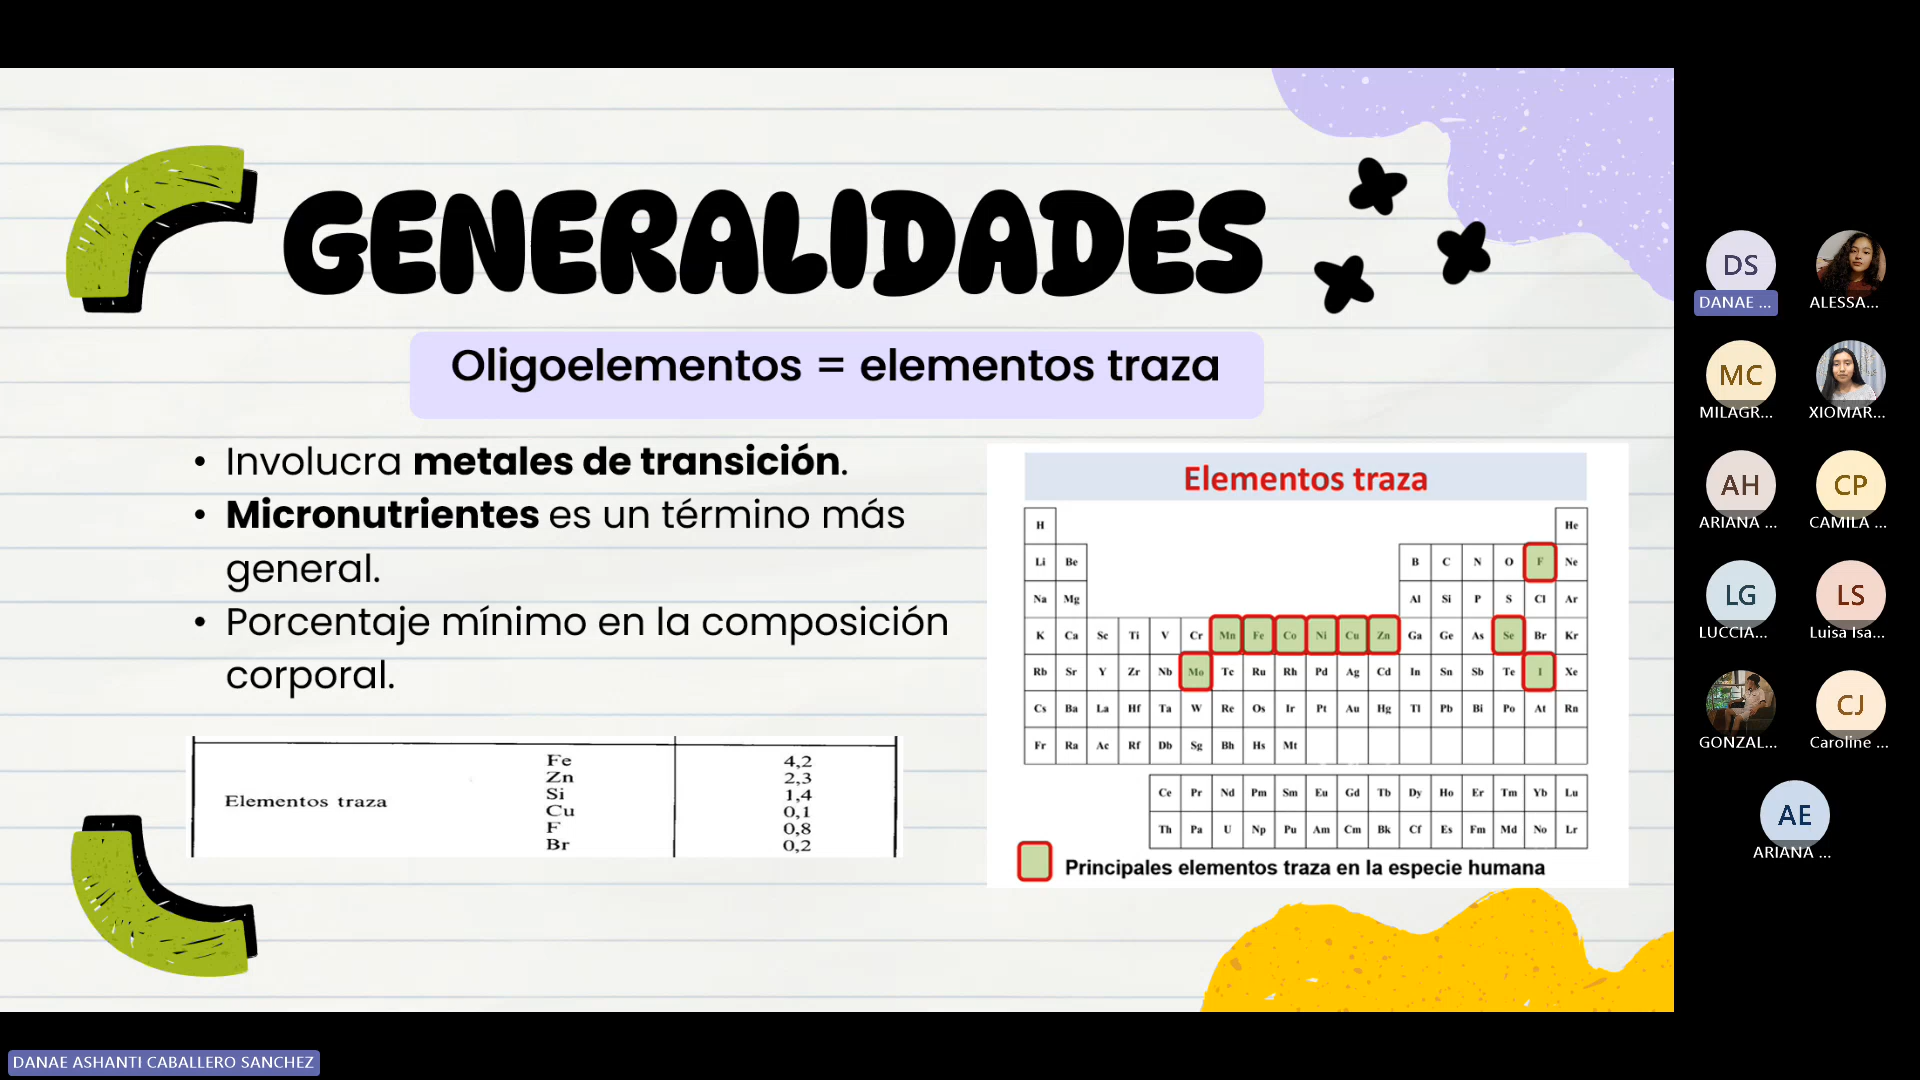 GENERALIDADES
Oligoelementos = elementos traza
• Involucra metales de transición.
• Micronutrientes es un término más
general.
• Porcentaje mínimo en la composición
corporal.
Elementos traza
Fe 4,2
Zn 2,3
Si 1,4
Cu 0,1
F 0,8
Br 0,2
Elementos traza
H He
Li Be B C N O F Ne
Na Mg Al Si P S Cl Ar
K Ca Sc Ti V Cr Mn Fe Co Ni Cu Zn Ga Ge As Se Br Kr
Rb Sr Y Zr Nb Mo Tc Ru Rh Pd Ag Cd In Sn Sb Te I Xe
Cs Ba La Hf Ta W Re Os Ir Pt Au Hg Tl Pb Bi Po At Rn
Fr Ra Ac Rf Db Sg Bh Hs Mt
Ce Pr Nd Pm Sm Eu Gd Tb Dy Ho Er Tm Yb Lu
Th Pa U Np Pu Am Cm Bk Cf Es Fm Md No Lr
Principales elementos traza en la especie humana
DS
DANAE ... ALESSA...
MC
MILAGR... XIOMAR...
AH CP
ARIANA ... CAMILA ...
LG LS
LUCCIA... Luisa Isa...
CJ
GONZAL... Caroline ...
AE
ARIANA ...
DANAE ASHANTI CABALLERO SANCHEZ